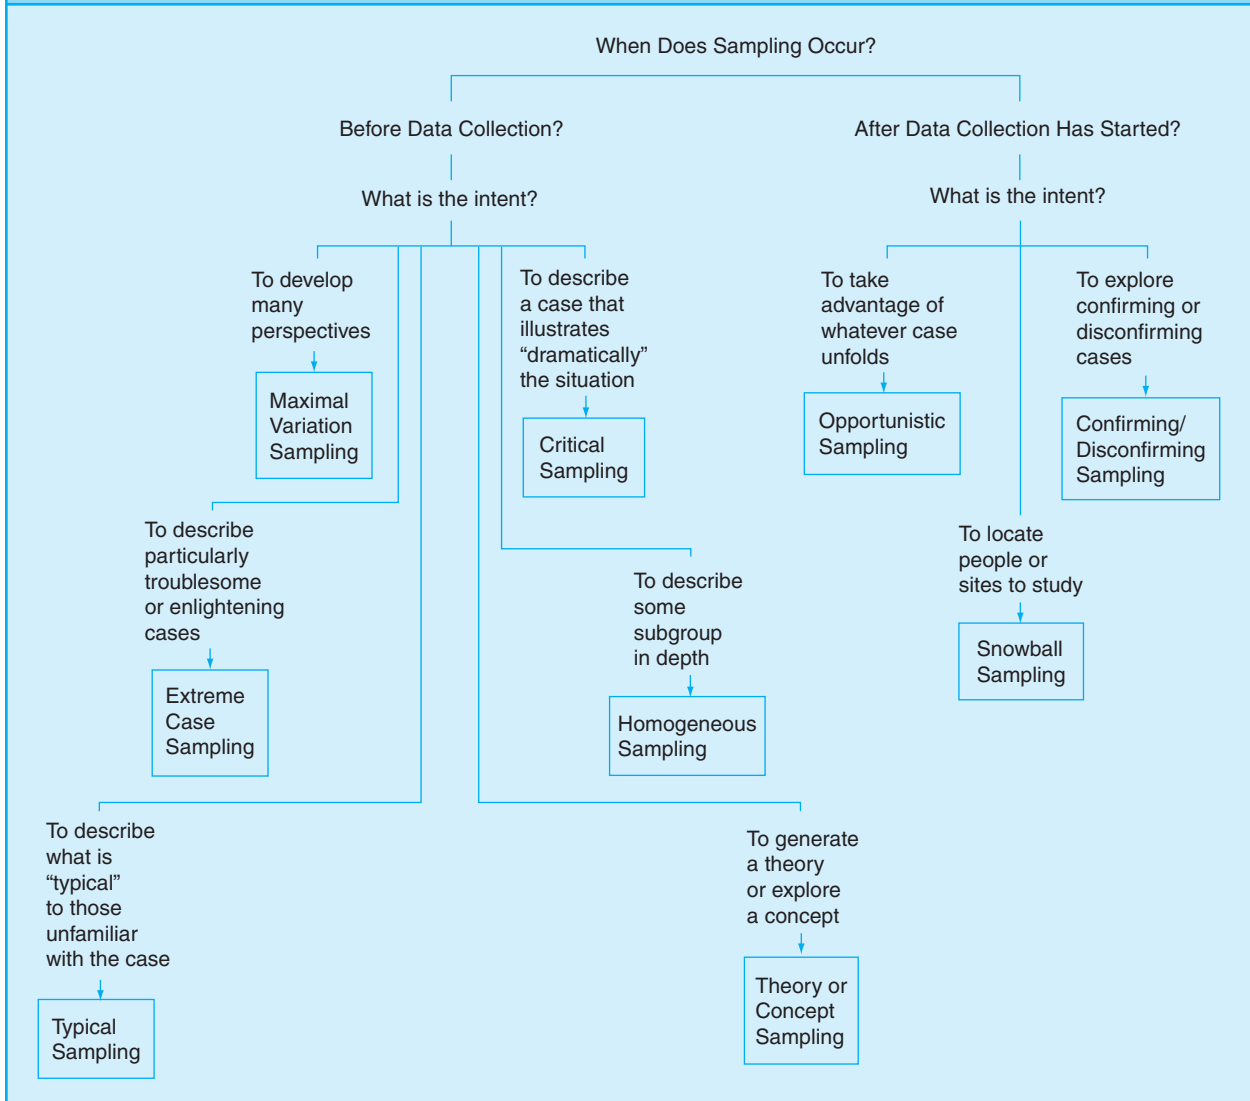 When Does Sampling Occur?
Before Data Collection?
After Data Collection Has Started?
What is the intent?
What is the intent?
To develop
many
perspectives
Maximal
Variation
Sampling
To describe
a case that
illustrates
“dramatically”
the situation
Critical
Sampling
To take
advantage of
whatever case
unfolds
Opportunistic
Sampling
To explore
confirming or
disconfirming
cases
Confirming/
Disconfirming
Sampling
To describe
particularly
troublesome
or enlightening
cases
Extreme
Case
Sampling
To describe
some
subgroup
in depth
Homogeneous
Sampling
To locate
people or
sites to study
Snowball
Sampling
To describe
what is
“typical”
to those
unfamiliar
with the case
Typical
Sampling
To generate
a theory
or explore
a concept
Theory or
Concept
Sampling